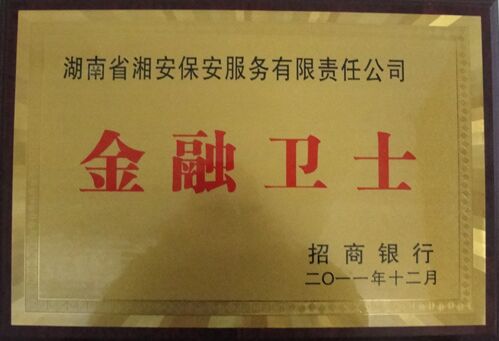 湖南省湘安保安服务有限责任公司
金融卫士
招商银行
二〇一一年十二月